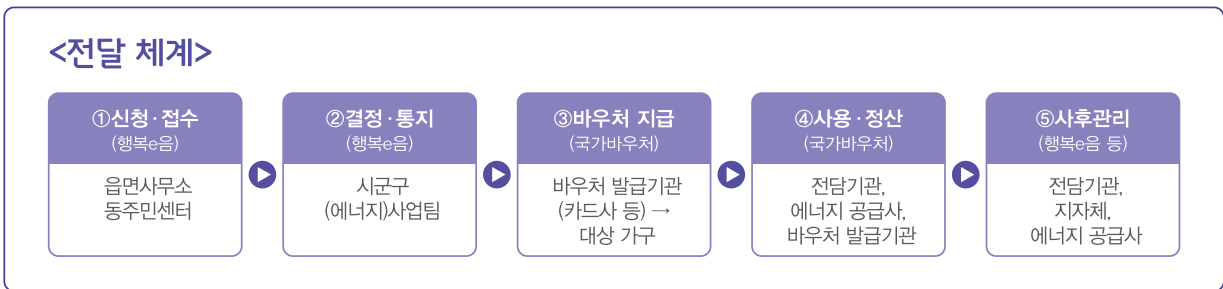 <전달 체계>
①신청·접수
(행복e음)
읍면사무소
동주민센터
②결정·통지
(행복e음)
시군구
(에너지)사업팀
③바우처 지급
(국가바우처)
바우처 발급기관
(카드사 등) →
대상 가구
④사용·정산
(국가바우처)
전담기관,
에너지 공급사,
바우처 발급기관
⑤사후관리
(행복e음 등)
전담기관,
지자체,
에너지 공급사